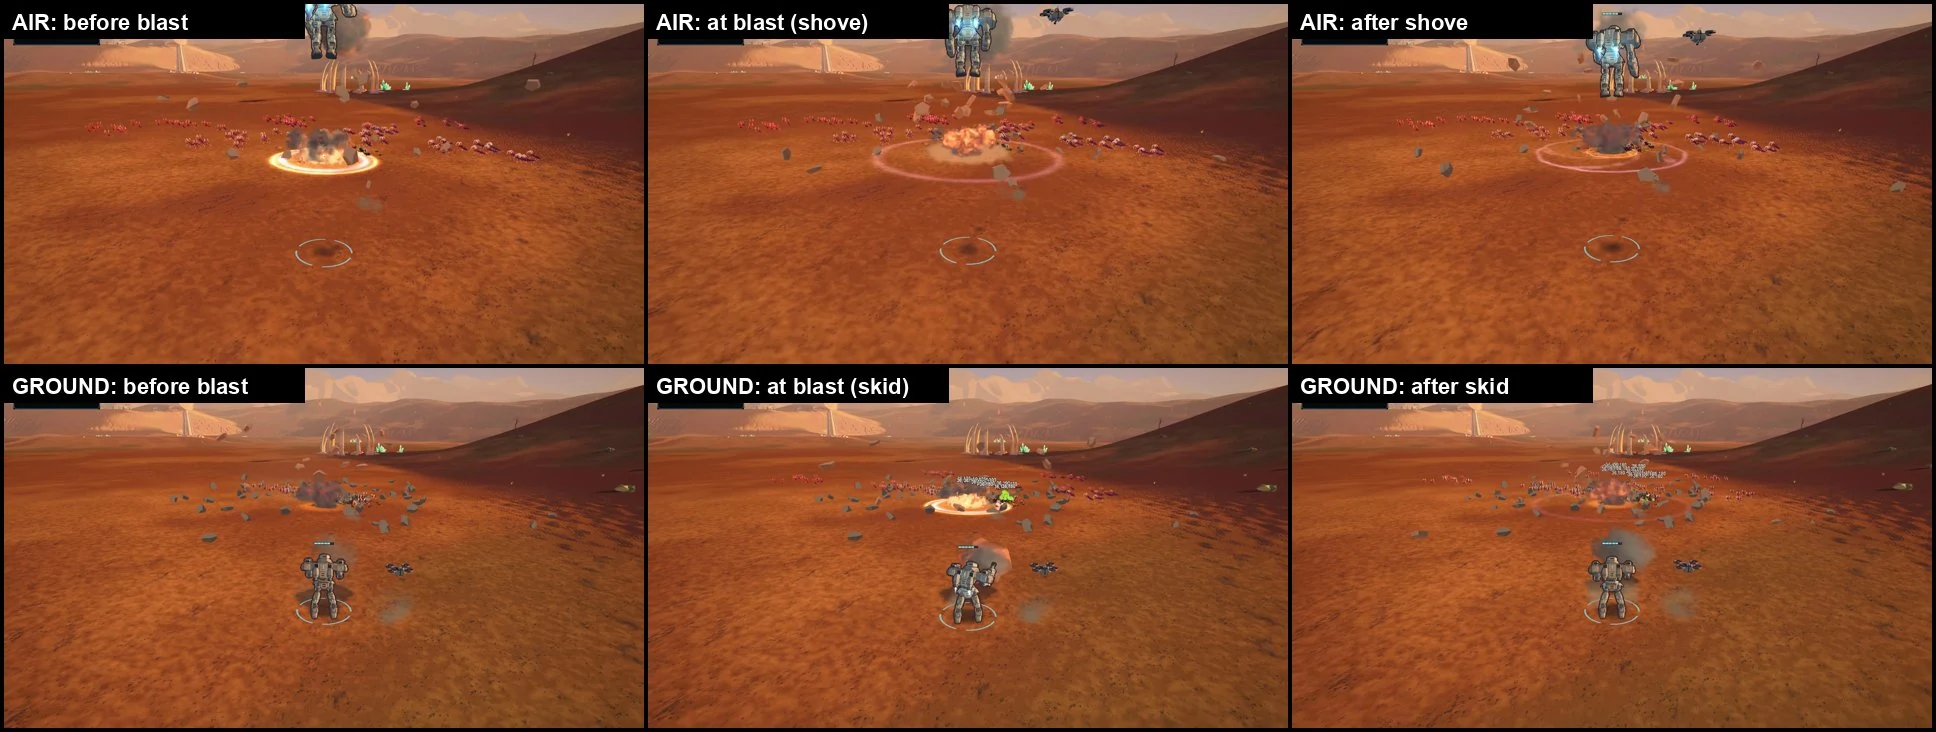 AIR: before blast
AIR: at blast (shove)
AIR: after shove
GROUND: before blast
GROUND: at blast (skid)
GROUND: after skid